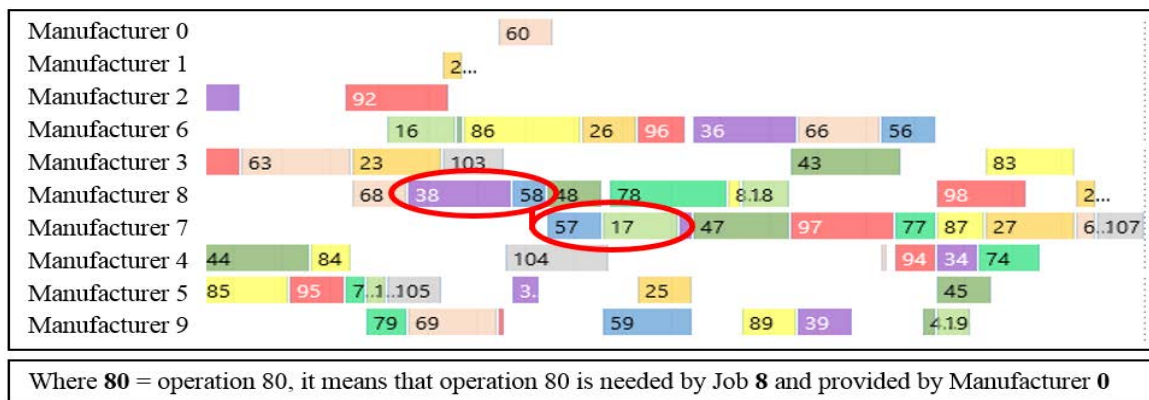 Manufacturer 0 60
Manufacturer 1 2...
Manufacturer 2 92
Manufacturer 6 16 86 26 96 36 66 56
Manufacturer 3 63 23 103 43 83
Manufacturer 8 68 38 58 48 78 8.. 18 98 2...
Manufacturer 7 57 17 47 97 77 87 27 6.. 107
Manufacturer 4 44 84 104 94 34 74
Manufacturer 5 85 95 7.. 1.. 105 3. 25 45
Manufacturer 9 79 69 59 89 39 4. 19
Where 80 = operation 80, it means that operation 80 is needed by Job 8 and provided by Manufacturer 0